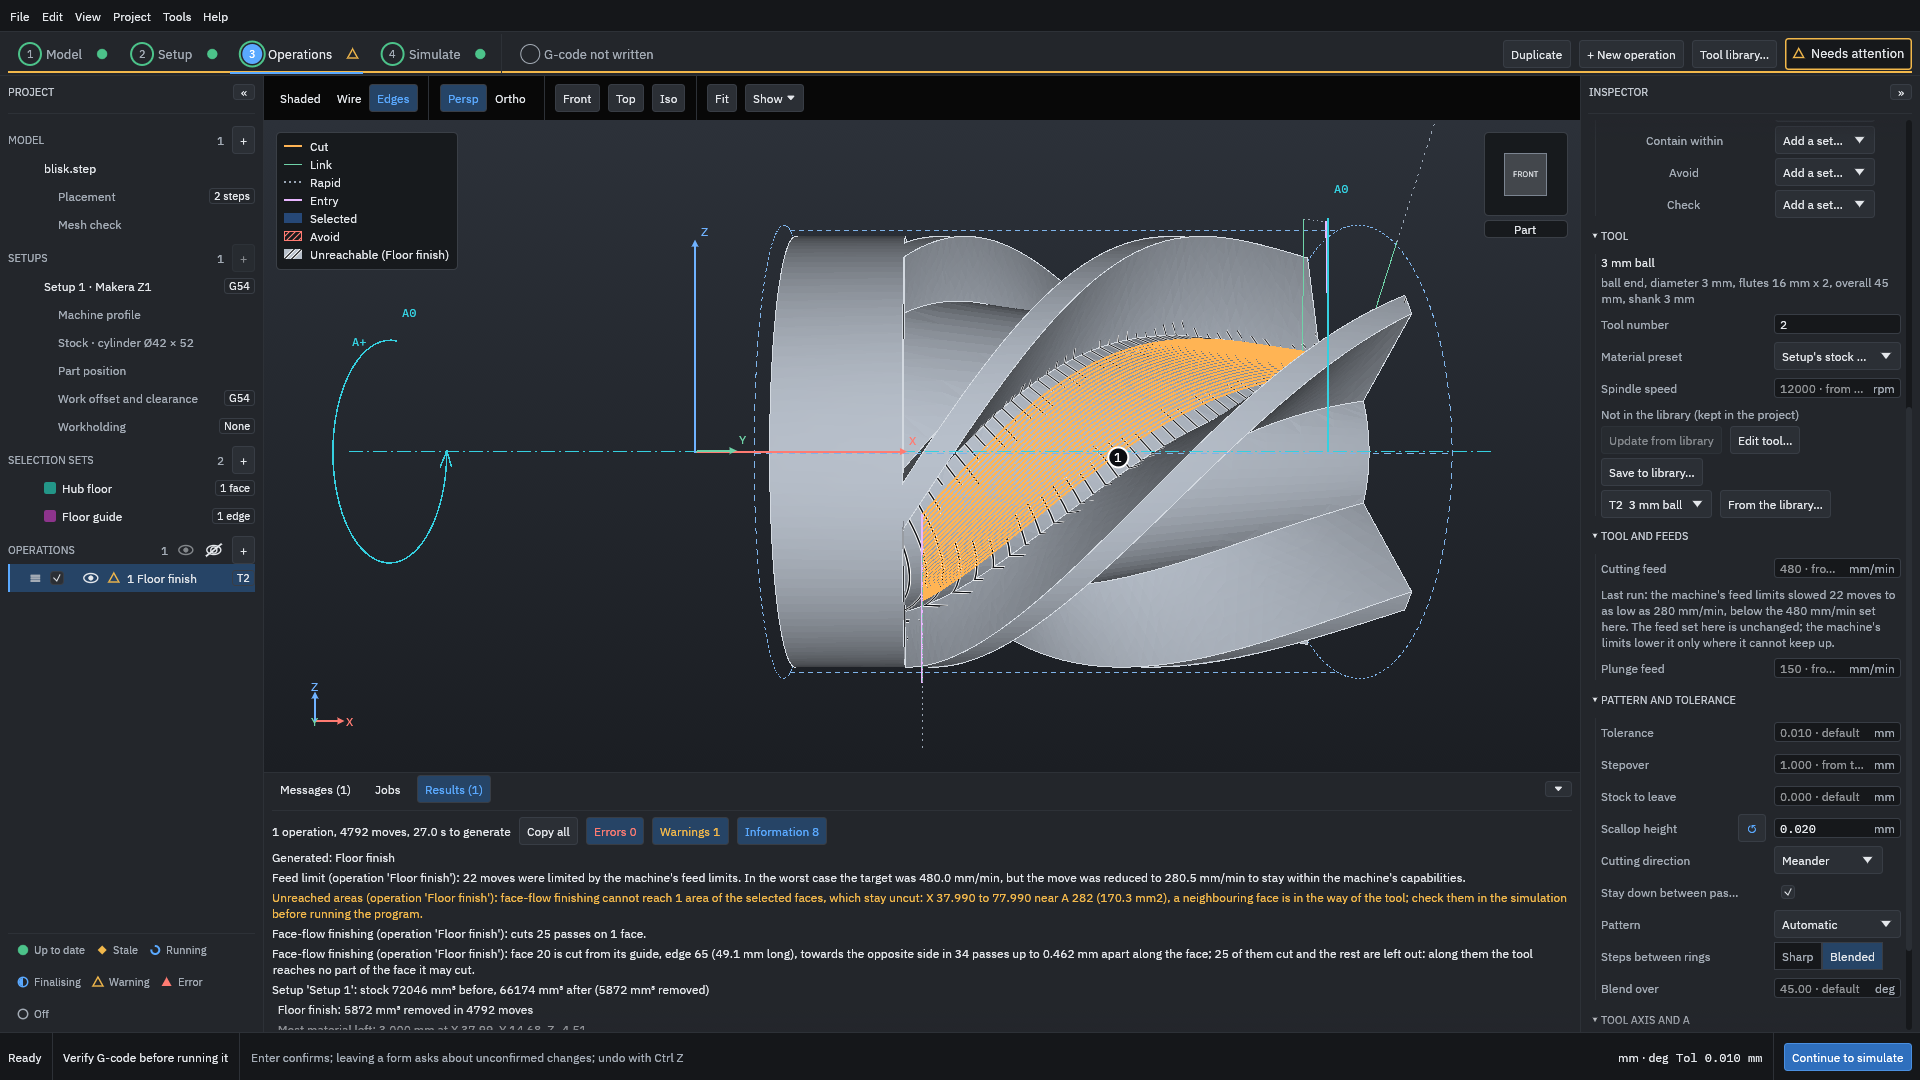 File Edit View Project Tools Help
1 Model 2 Setup 3 Operations 4 Simulate G-code not written Duplicate + New operation Tool library... Needs attention
PROJECT «
MODEL 1 +
blisk.step
Placement 2 steps
Mesh check
SETUPS 1 +
Setup 1 · Makera Z1 G54
Machine profile
Stock · cylinder Ø42 × 52
Part position
Work offset and clearance G54
Workholding None
SELECTION SETS 2 +
Hub floor 1 face
Floor guide 1 edge
OPERATIONS 1 +
1 Floor finish T2
Up to date Stale Running
Finalising Warning Error
Off
Shaded Wire Edges Persp Ortho Front Top Iso Fit Show
Cut
Link
Rapid
Entry
Selected
Avoid
Unreachable (Floor finish)
FRONT
Part
A0
A0
A+
Z
Y
X
1
Z
Y X
Messages (1) Jobs Results (1)
1 operation, 4792 moves, 27.0 s to generate Copy all Errors 0 Warnings 1 Information 8
Generated: Floor finish
Feed limit (operation 'Floor finish'): 22 moves were limited by the machine's feed limits. In the worst case the target was 480.0 mm/min, but the move was reduced to 280.5 mm/min to stay within the machine's capabilities.
Unreached areas (operation 'Floor finish'): face-flow finishing cannot reach 1 area of the selected faces, which stay uncut: X 37.990 to 77.990 near A 282 (170.3 mm2), a neighbouring face is in the way of the tool; check them in the simulation
before running the program.
Face-flow finishing (operation 'Floor finish'): cuts 25 passes on 1 face.
Face-flow finishing (operation 'Floor finish'): face 20 is cut from its guide, edge 65 (49.1 mm long), towards the opposite side in 34 passes up to 0.462 mm apart along the face; 25 of them cut and the rest are left out: along them the tool
reaches no part of the face it may cut.
Setup 'Setup 1': stock 72046 mm³ before, 66174 mm³ after (5872 mm³ removed)
Floor finish: 5872 mm³ removed in 4792 moves
Most material left: 3.000 mm at X 37.99, Y 14.68, Z -4.51
INSPECTOR »
Contain within Add a set...
Avoid Add a set...
Check Add a set...
TOOL
3 mm ball
ball end, diameter 3 mm, flutes 16 mm x 2, overall 45
mm, shank 3 mm
Tool number 2
Material preset Setup's stock ...
Spindle speed 12000 · from ... rpm
Not in the library (kept in the project)
Update from library Edit tool...
Save to library...
T2 3 mm ball From the library...
TOOL AND FEEDS
Cutting feed 480 · fro... mm/min
Last run: the machine's feed limits slowed 22 moves to
as low as 280 mm/min, below the 480 mm/min set
here. The feed set here is unchanged; the machine's
limits lower it only where it cannot keep up.
Plunge feed 150 · fro... mm/min
PATTERN AND TOLERANCE
Tolerance 0.010 · default mm
Stepover 1.000 · from t... mm
Stock to leave 0.000 · default mm
Scallop height 0.020 mm
Cutting direction Meander
Stay down between pas...
Pattern Automatic
Steps between rings Sharp Blended
Blend over 45.00 · default deg
TOOL AXIS AND A
Ready Verify G-code before running it Enter confirms; leaving a form asks about unconfirmed changes; undo with Ctrl Z mm · deg Tol 0.010 mm Continue to simulate